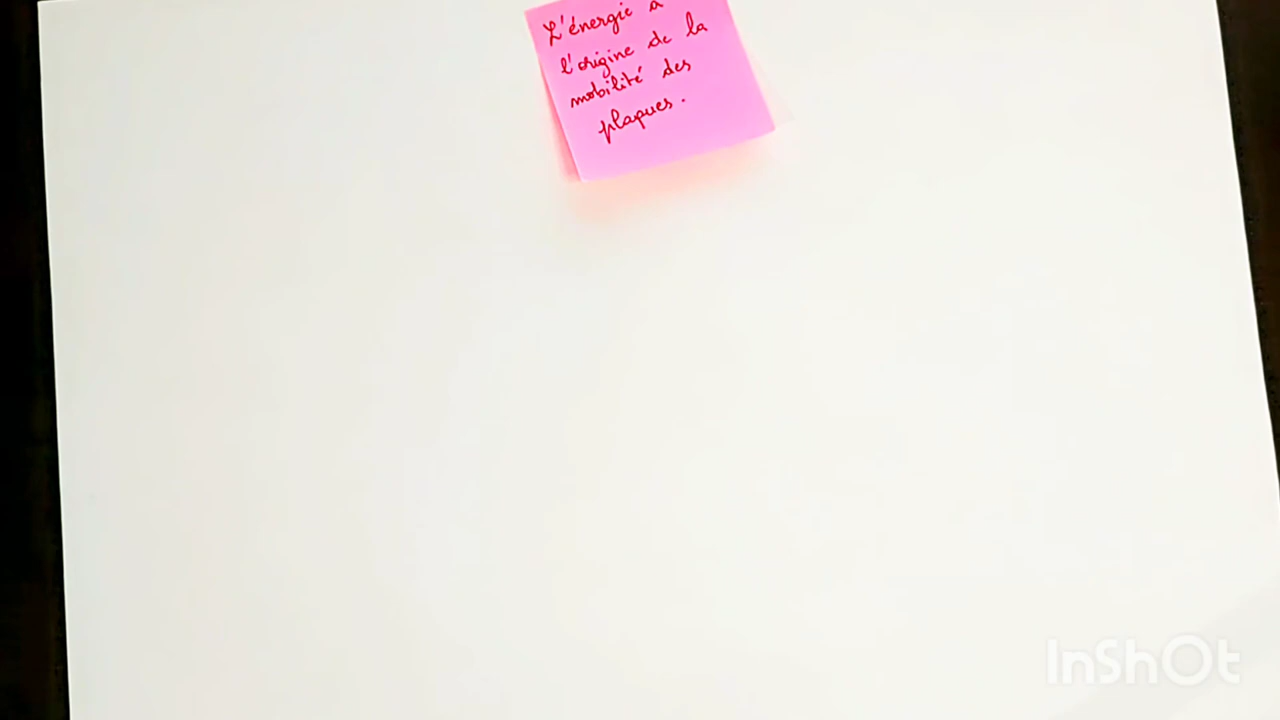 L'énergie à
l'origine de la
mobilité des
plaques.
InShOt